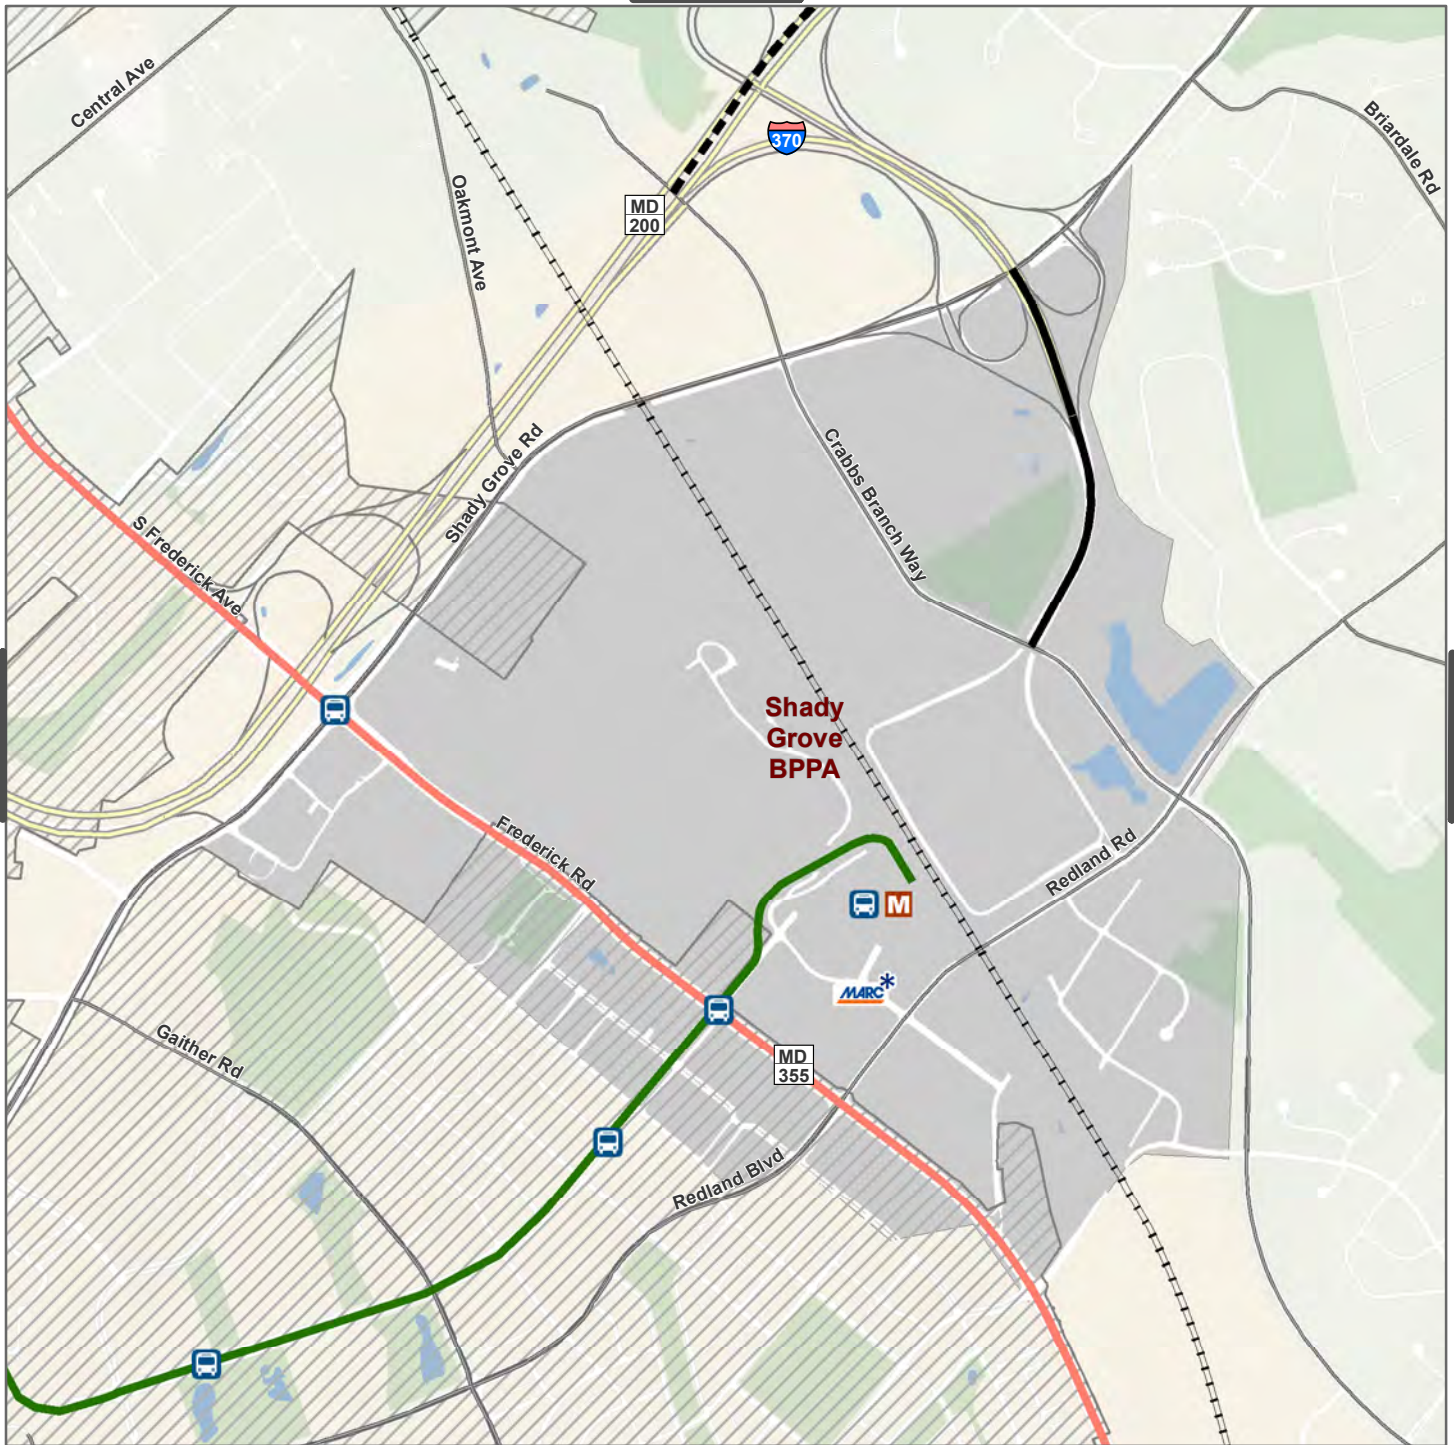 Central Ave
Briardale Rd
370
Oakmont Ave
MD
200
Shady Grove Rd
Crabbs Branch Way
S Frederick Ave
Shady
Grove
BPPA
Frederick Rd
Redland Rd
M
MARC*
Gaither Rd
MD
355
Redland Blvd